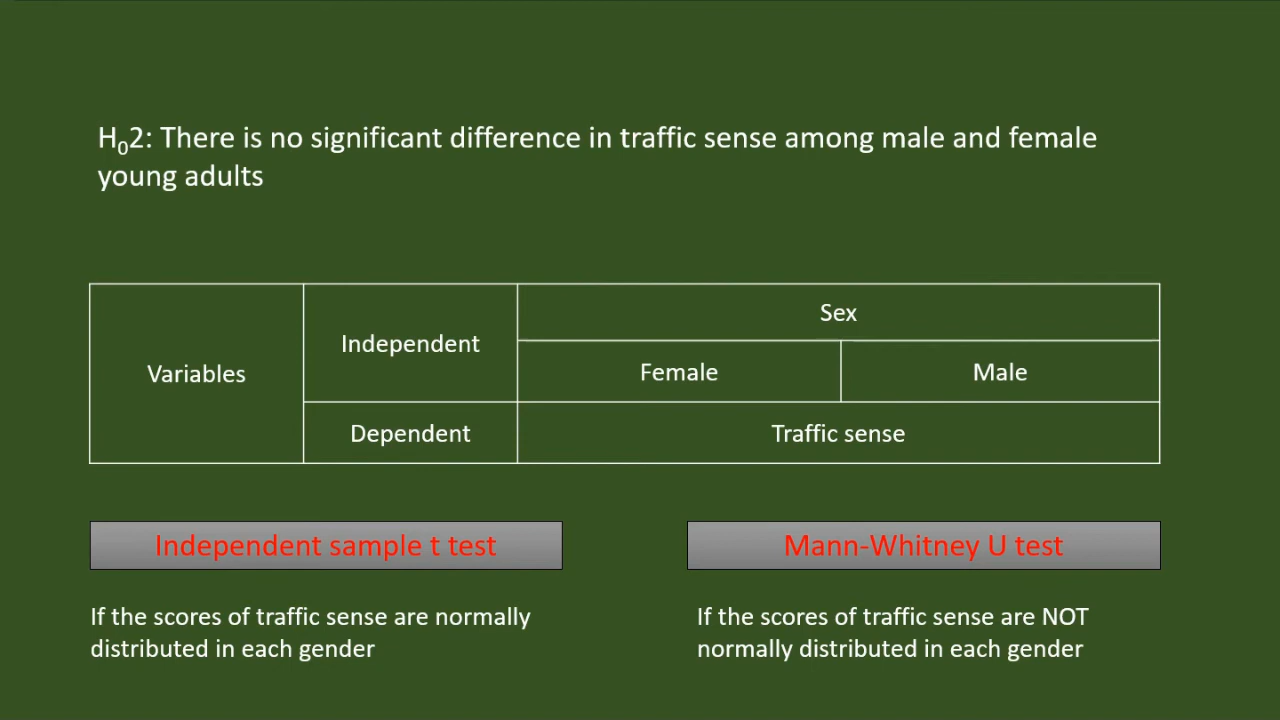 H₀2: There is no significant difference in traffic sense among male and female
young adults
Variables
Independent
Sex
Female
Male
Dependent
Traffic sense
Independent sample t test
Mann-Whitney U test
If the scores of traffic sense are normally
distributed in each gender
If the scores of traffic sense are NOT
normally distributed in each gender